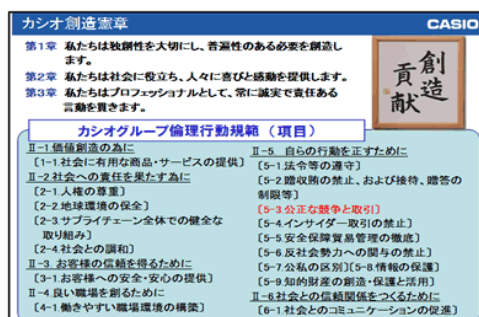 カシオ創造憲章
CASIO
第1章 私たちは独創性を大切にし、普遍性のある必要を創造し
ます。
第2章 私たちは社会に役立ち、人々に喜びと感動を提供します。
第3章 私たちはプロフェッショナルとして、常に誠実で責任ある
言動を貫きます。
創造
貢献
カシオグループ倫理行動規範（項目）
Ⅱ-1.価値創造の為に
〔1-1.社会に有用な商品・サービスの提供〕
Ⅱ-2.社会への責任を果たす為に
〔2-1.人権の尊重〕
〔2-2.地球環境の保全〕
〔2-3.サプライチェーン全体での健全な
取り組み〕
〔2-4.社会との調和〕
Ⅱ-3.お客様の信頼を得るために
〔3-1.お客様への安全・安心の提供〕
Ⅱ-4.良い職場を創るために
〔4-1.働きやすい職場環境の構築〕
Ⅱ-5. 自らの行動を正すために
〔5-1.法令等の遵守〕
〔5-2.贈収賄の禁止、および接待、贈答の
制限等〕
〔5-3.公正な競争と取引〕
〔5-4.インサイダー取引の禁止〕
〔5-5.安全保障貿易管理の徹底〕
〔5-6.反社会勢力への関与の禁止〕
〔5-7.公私の区別〕〔5-8.情報の保護〕
〔5-9.知的財産の創造・保護と活用〕
Ⅱ-6.社会との信頼関係をつくるために
〔6-1.社会とのコミュニケーションの促進〕